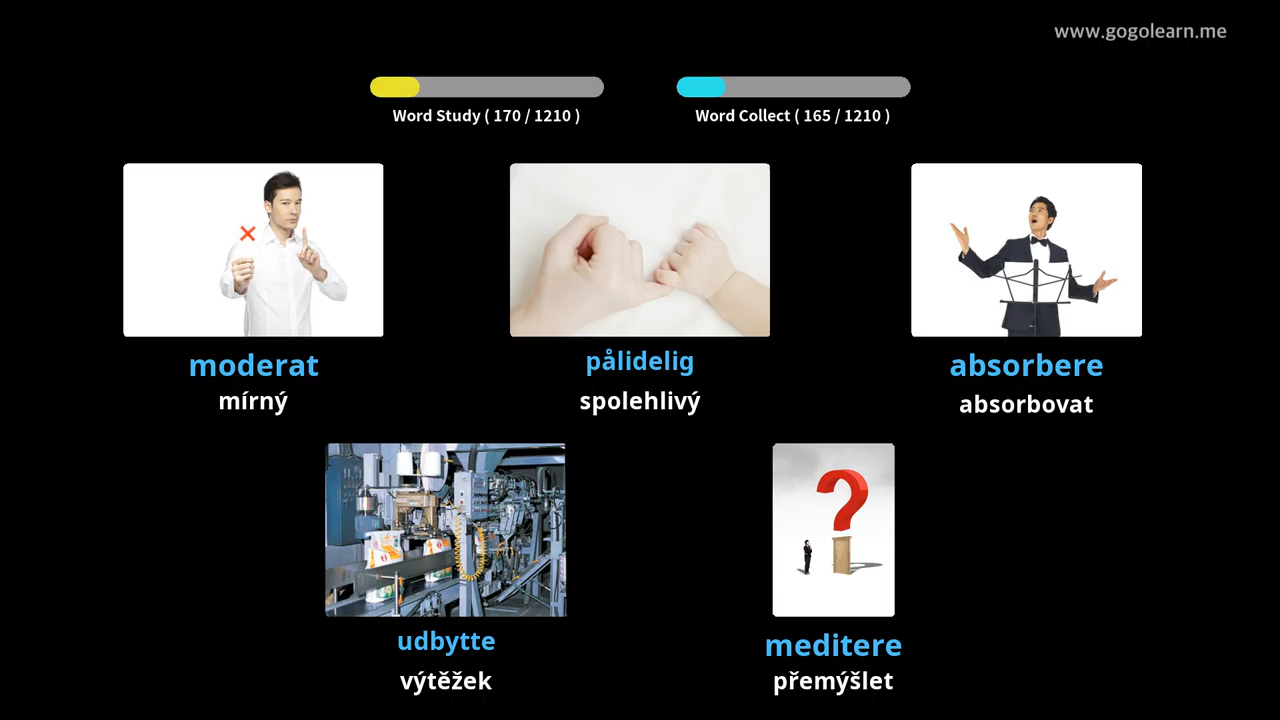 www.gogolearn.me
Word Study ( 170 / 1210 )
Word Collect ( 165 / 1210 )
moderat
mírný
pålidelig
spolehlivý
absorbere
absorbovat
udbytte
výtěžek
meditere
přemýšlet